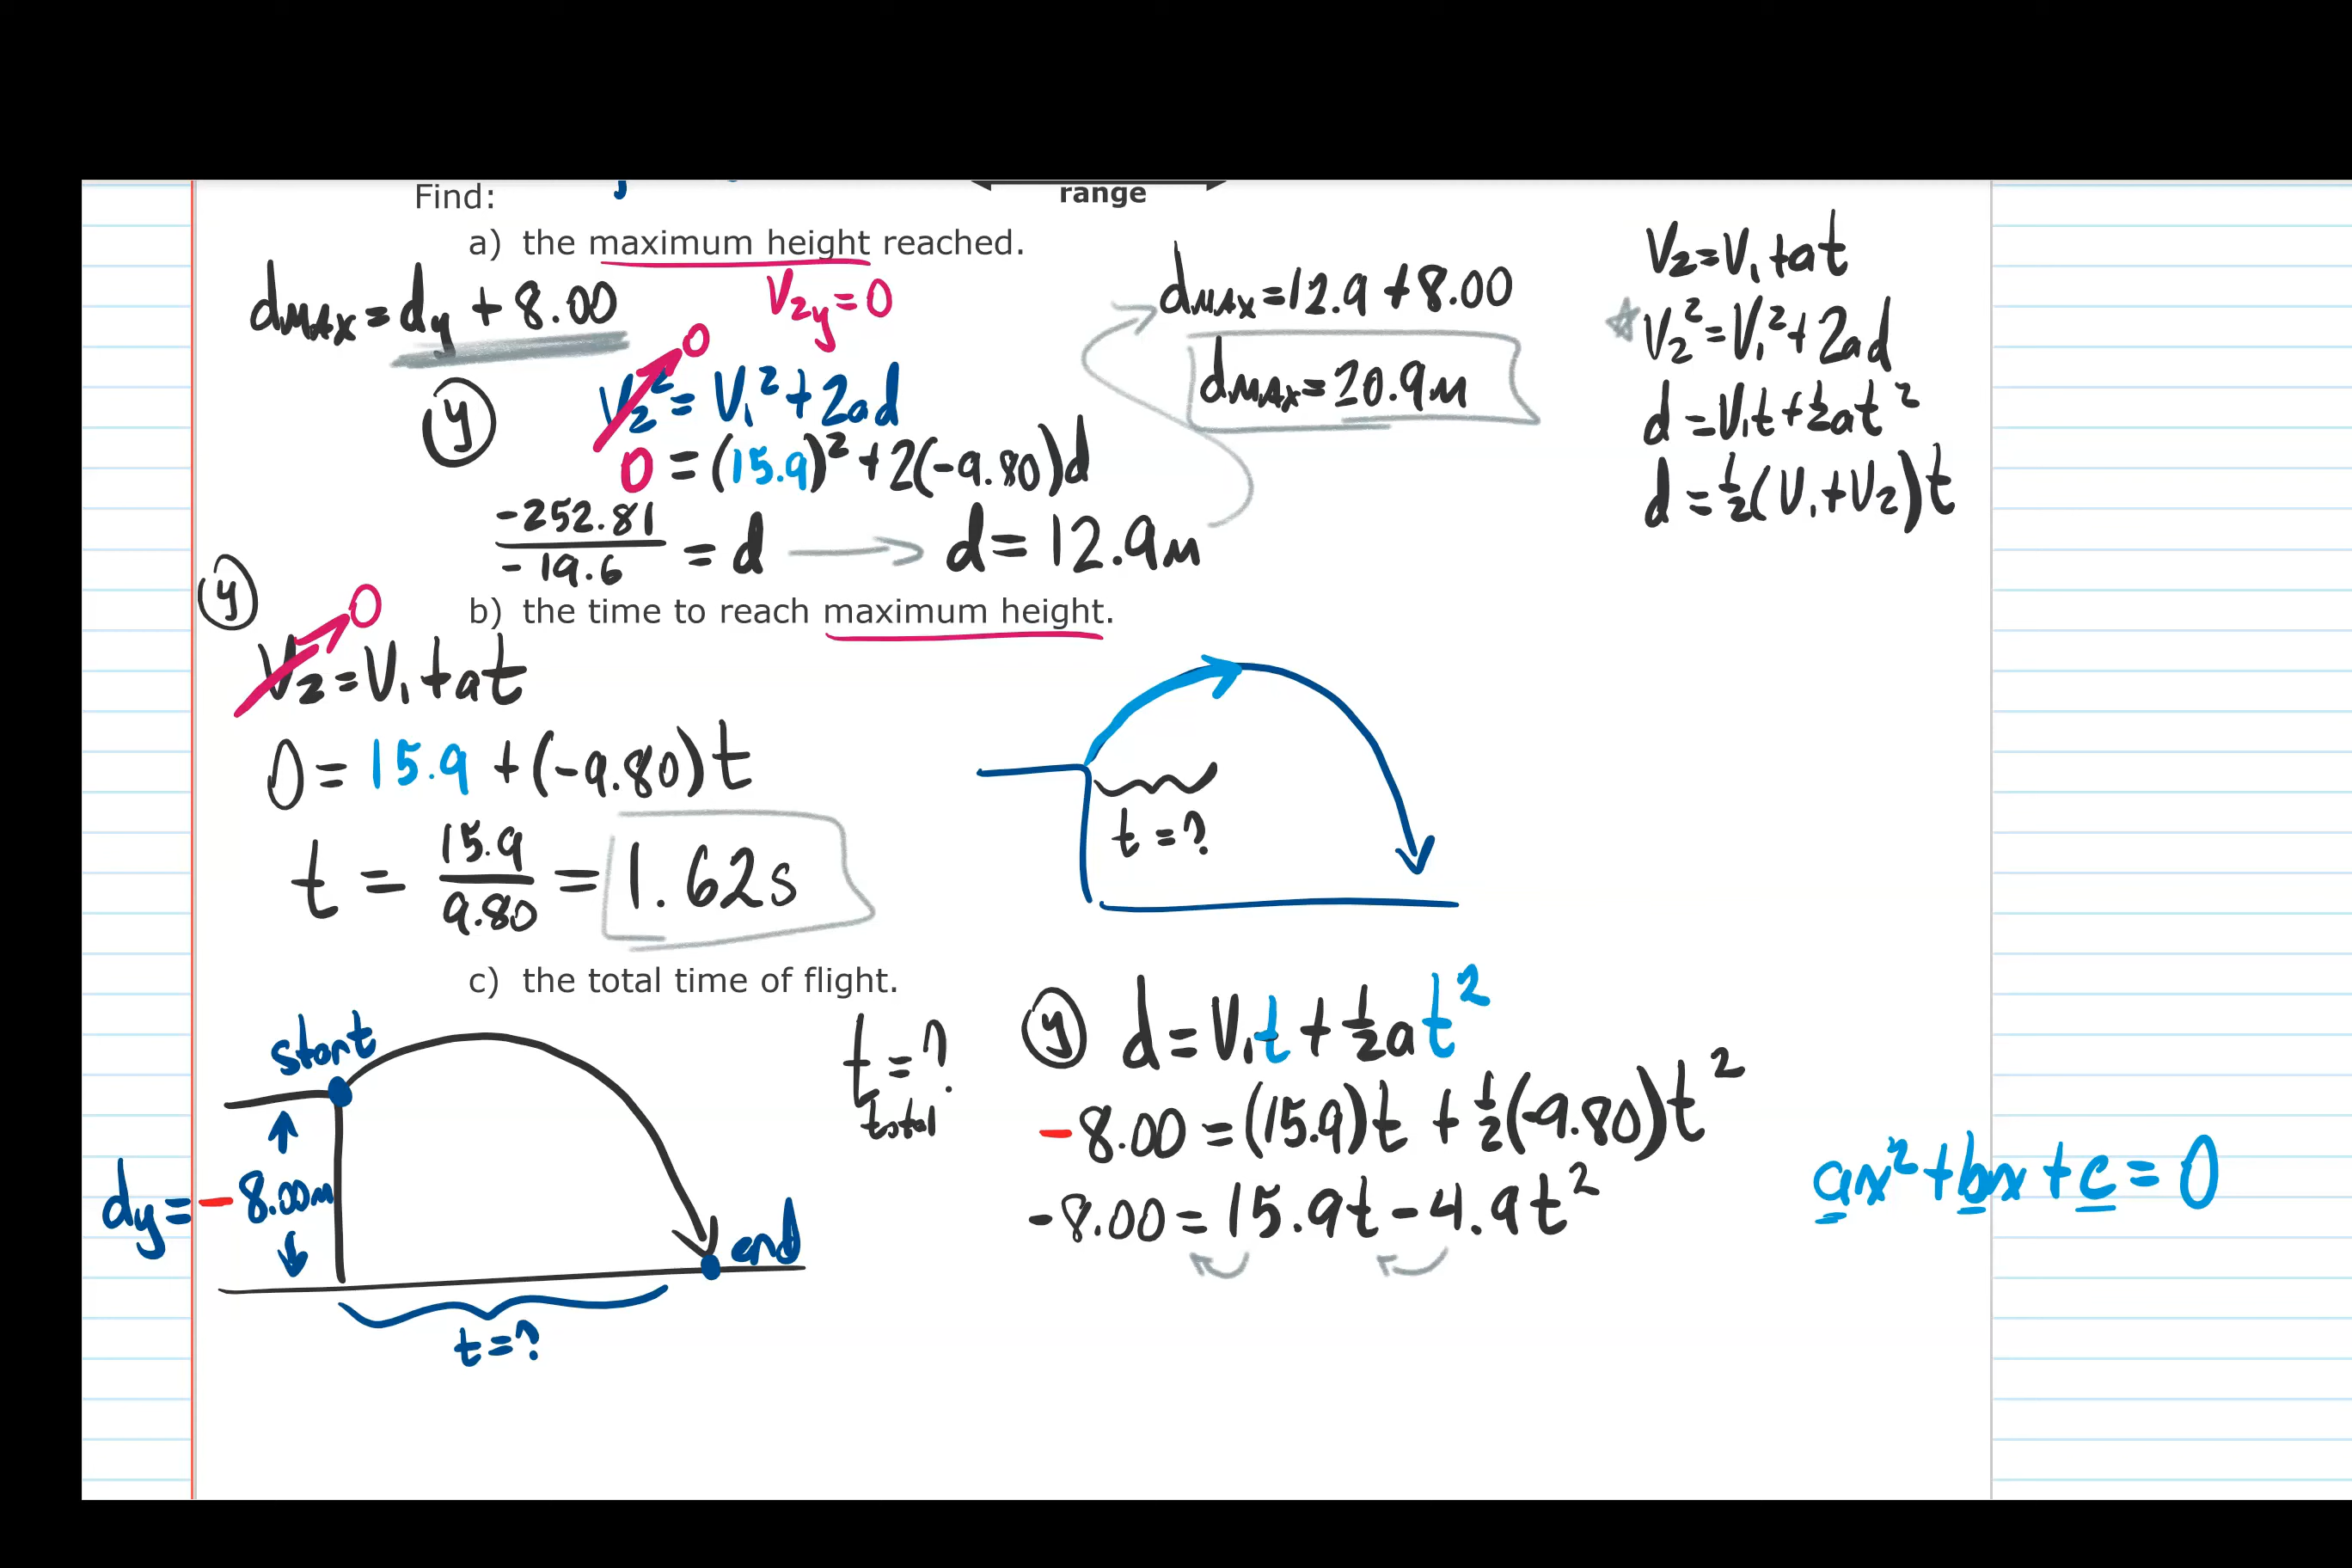 Find:
range
a) the maximum height reached.
dMAX = dy + 8.00
V2y = 0
0
y
V2² = V1² + 2ad
0 = (15.9)² + 2(-9.80)d
-252.81
-19.6
= d → d = 12.9m
dMAX = 12.9 + 8.00
dMAX = 20.9m
V2 = V1 + at
☆ V2² = V1² + 2ad
d = V1t + ½at²
d = ½(V1 + V2)t
b) the time to reach maximum height.
y
0
V2 = V1 + at
0 = 15.9 + (-9.80)t
t = 15.9
9.80
= 1.62s
t = ?
c) the total time of flight.
start
dy = -8.00m
end
t = ?
t = ?
total
y d = V1t + ½at²
-8.00 = (15.9)t + ½(-9.80)t²
-8.00 = 15.9t - 4.9t²
ax² + bx + c = 0